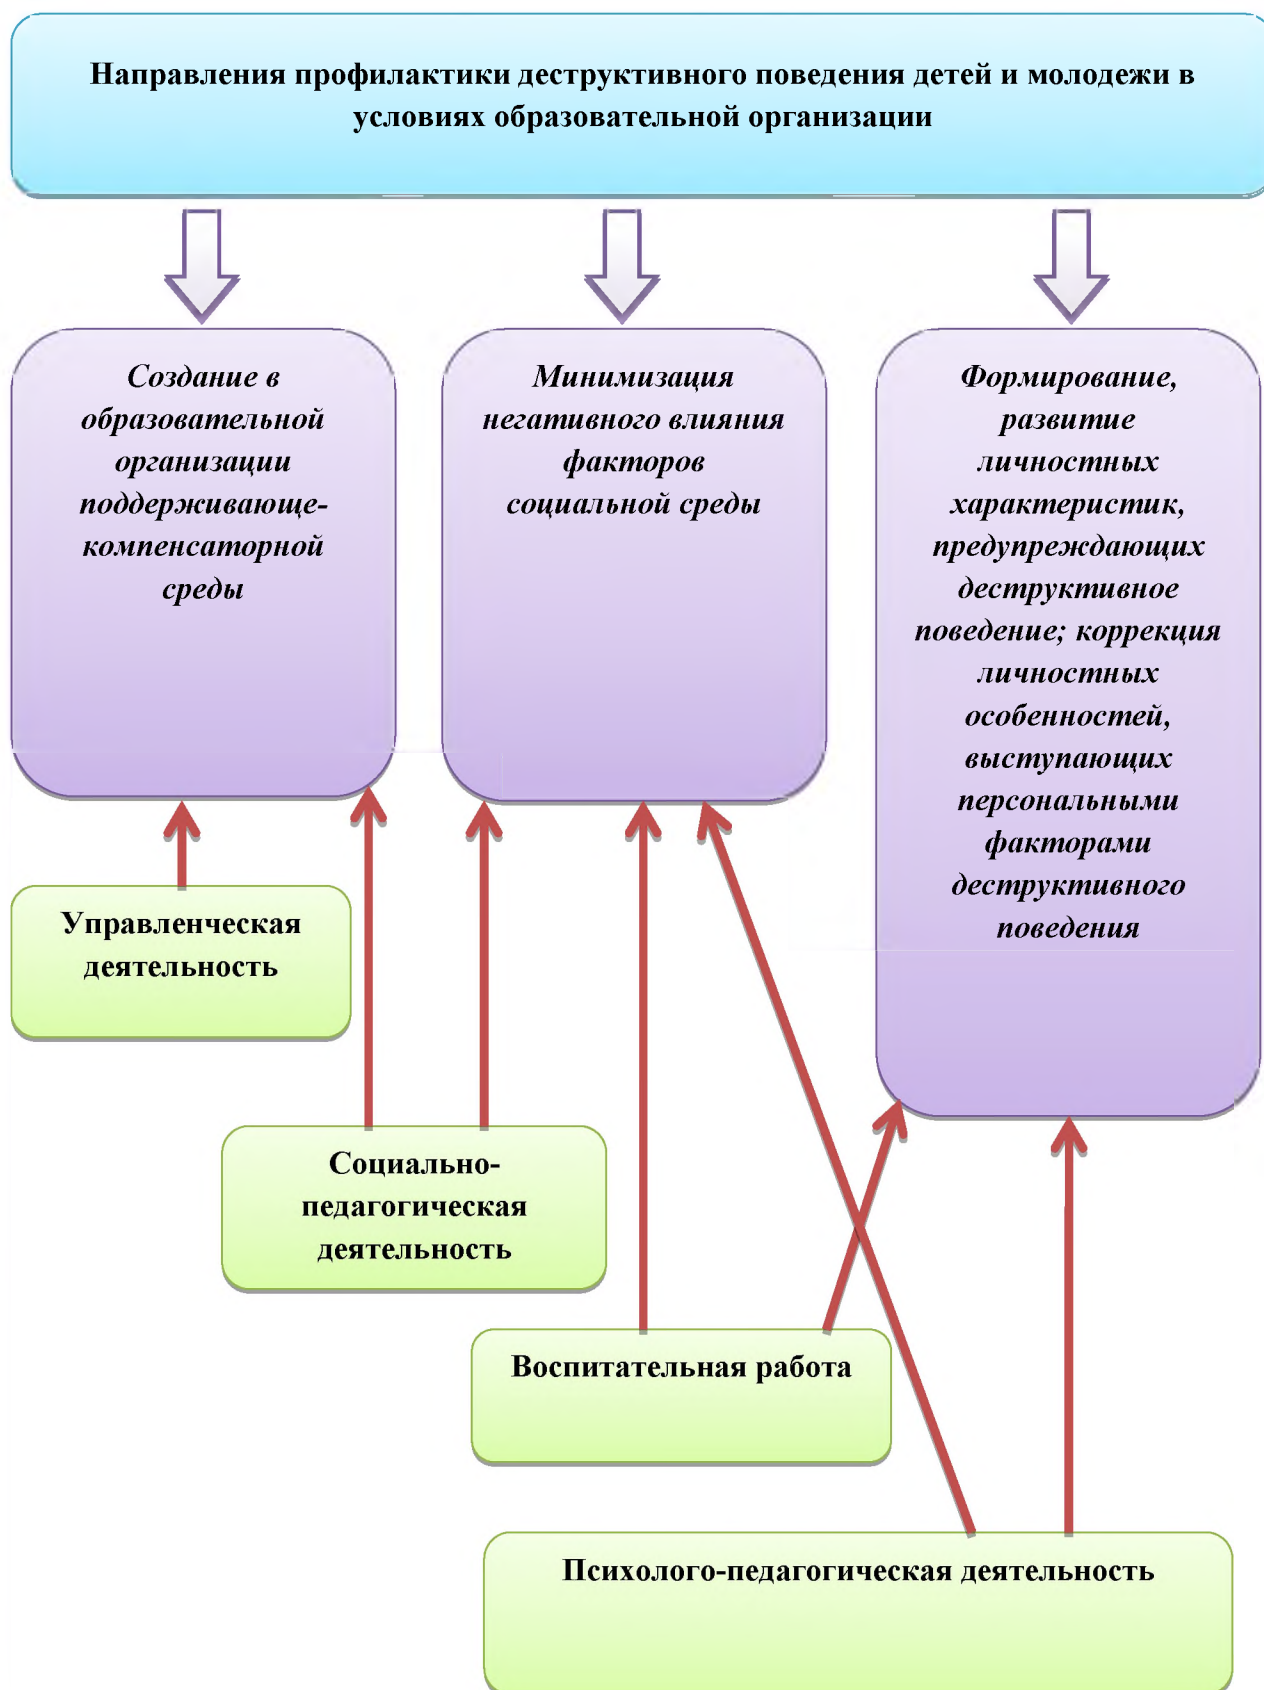 Направления профилактики деструктивного поведения детей и молодежи в
условиях образовательной организации
Создание в
образовательной
организации
поддерживающе-
компенсаторной
среды
Минимизация
негативного влияния
факторов
социальной среды
Формирование,
развитие
личностных
характеристик,
предупреждающих
деструктивное
поведение; коррекция
личностных
особенностей,
выступающих
персональными
факторами
деструктивного
поведения
Управленческая
деятельность
Социально-
педагогическая
деятельность
Воспитательная работа
Психолого-педагогическая деятельность